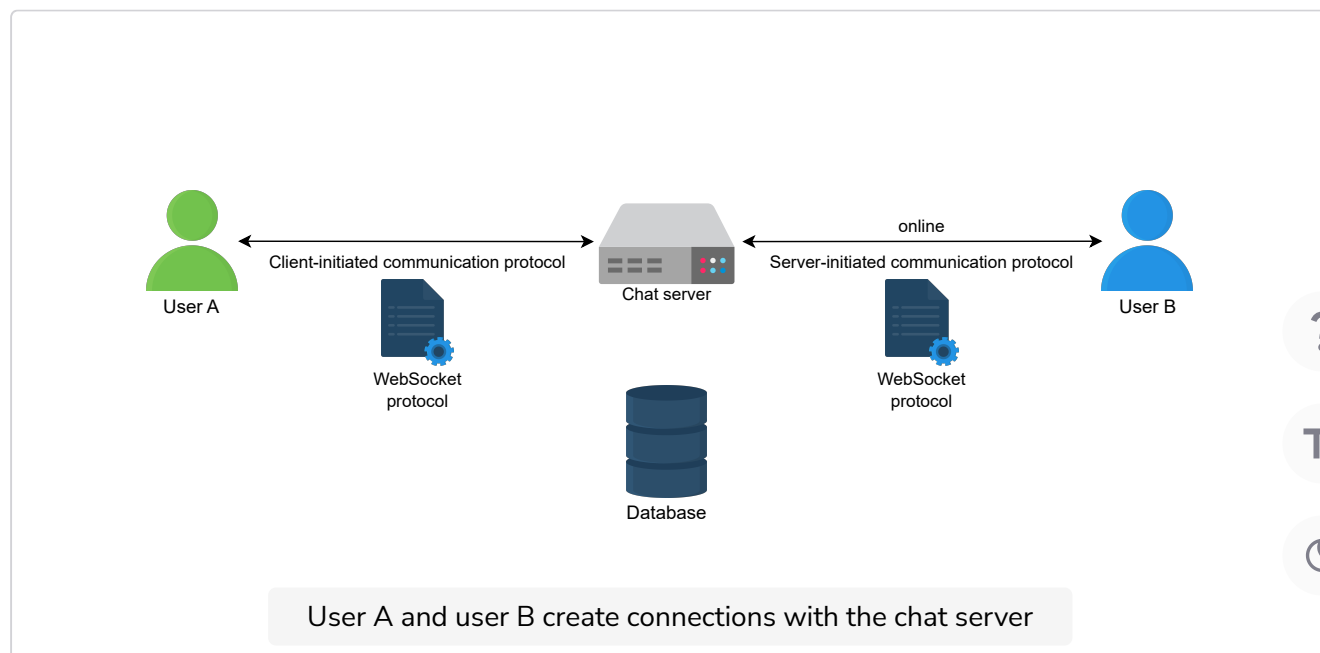 online
Client-initiated communication protocol
Server-initiated communication protocol
Chat server
User A
User B
WebSocket
protocol
WebSocket
protocol
Database
User A and user B create connections with the chat server